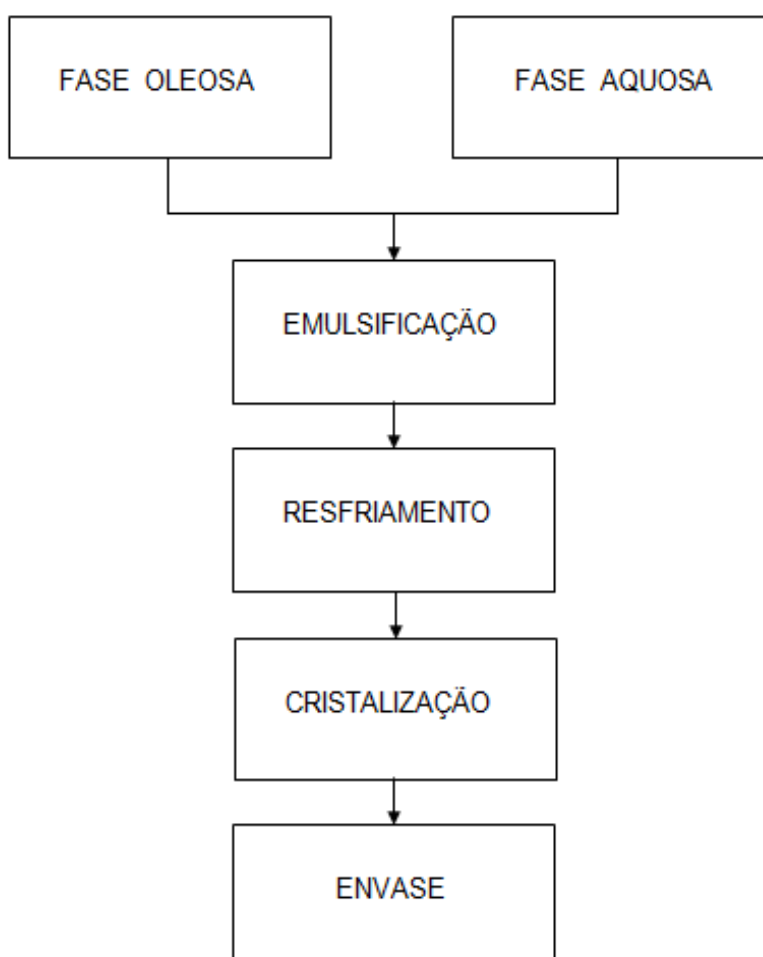 FASE OLEOSA
FASE AQUOSA
EMULSIFICAÇÃO
RESFRIAMENTO
CRISTALIZAÇÃO
ENVASE